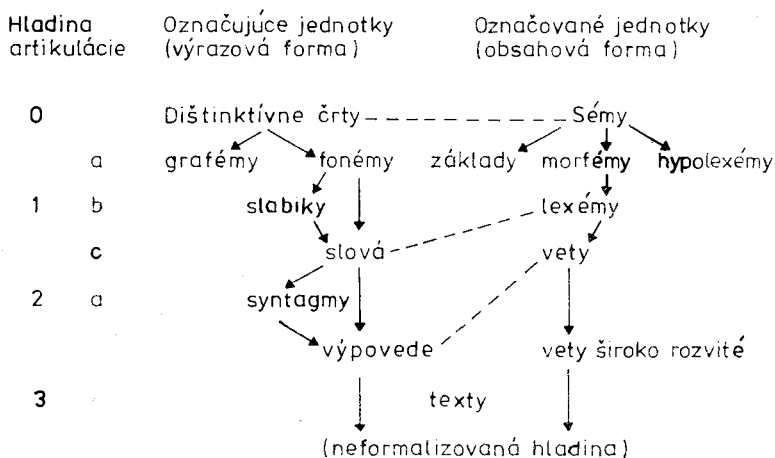 Hladina Označujúce jednotky Označované jednotky
artikulácie (výrazová forma) (obsahová forma)
0 Dištinktívne črty Sémy
a grafémy fonémy základy morfémy hypolexémy
1 b slabiky lexémy
c slová vety
2 a syntagmy
výpovede vety široko rozvité
3 texty
(neformalizovaná hladina)